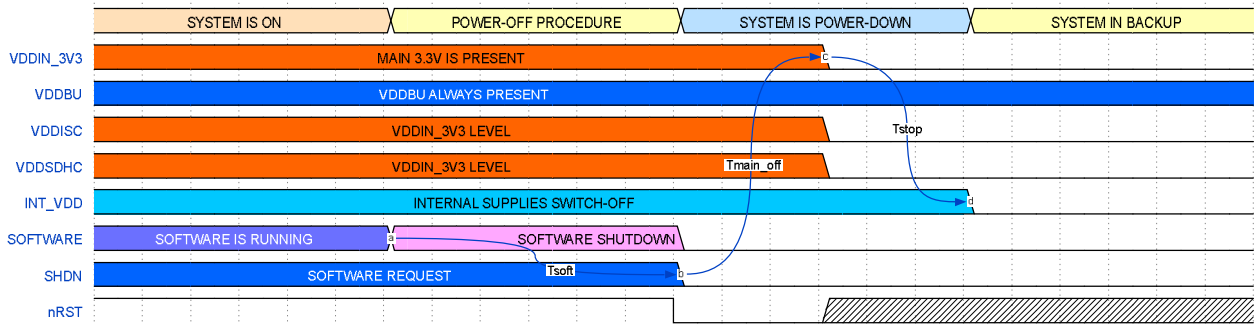 SYSTEM IS ON POWER-OFF PROCEDURE SYSTEM IS POWER-DOWN SYSTEM IN BACKUP
VDDIN_3V3 MAIN 3.3V IS PRESENT c
VDDBU VDDBU ALWAYS PRESENT
VDDISC VDDIN_3V3 LEVEL Tstop
VDDSDHC VDDIN_3V3 LEVEL Tmain_off
INT_VDD INTERNAL SUPPLIES SWITCH-OFF d
SOFTWARE SOFTWARE IS RUNNING a SOFTWARE SHUTDOWN
SHDN SOFTWARE REQUEST Tsoft b
nRST